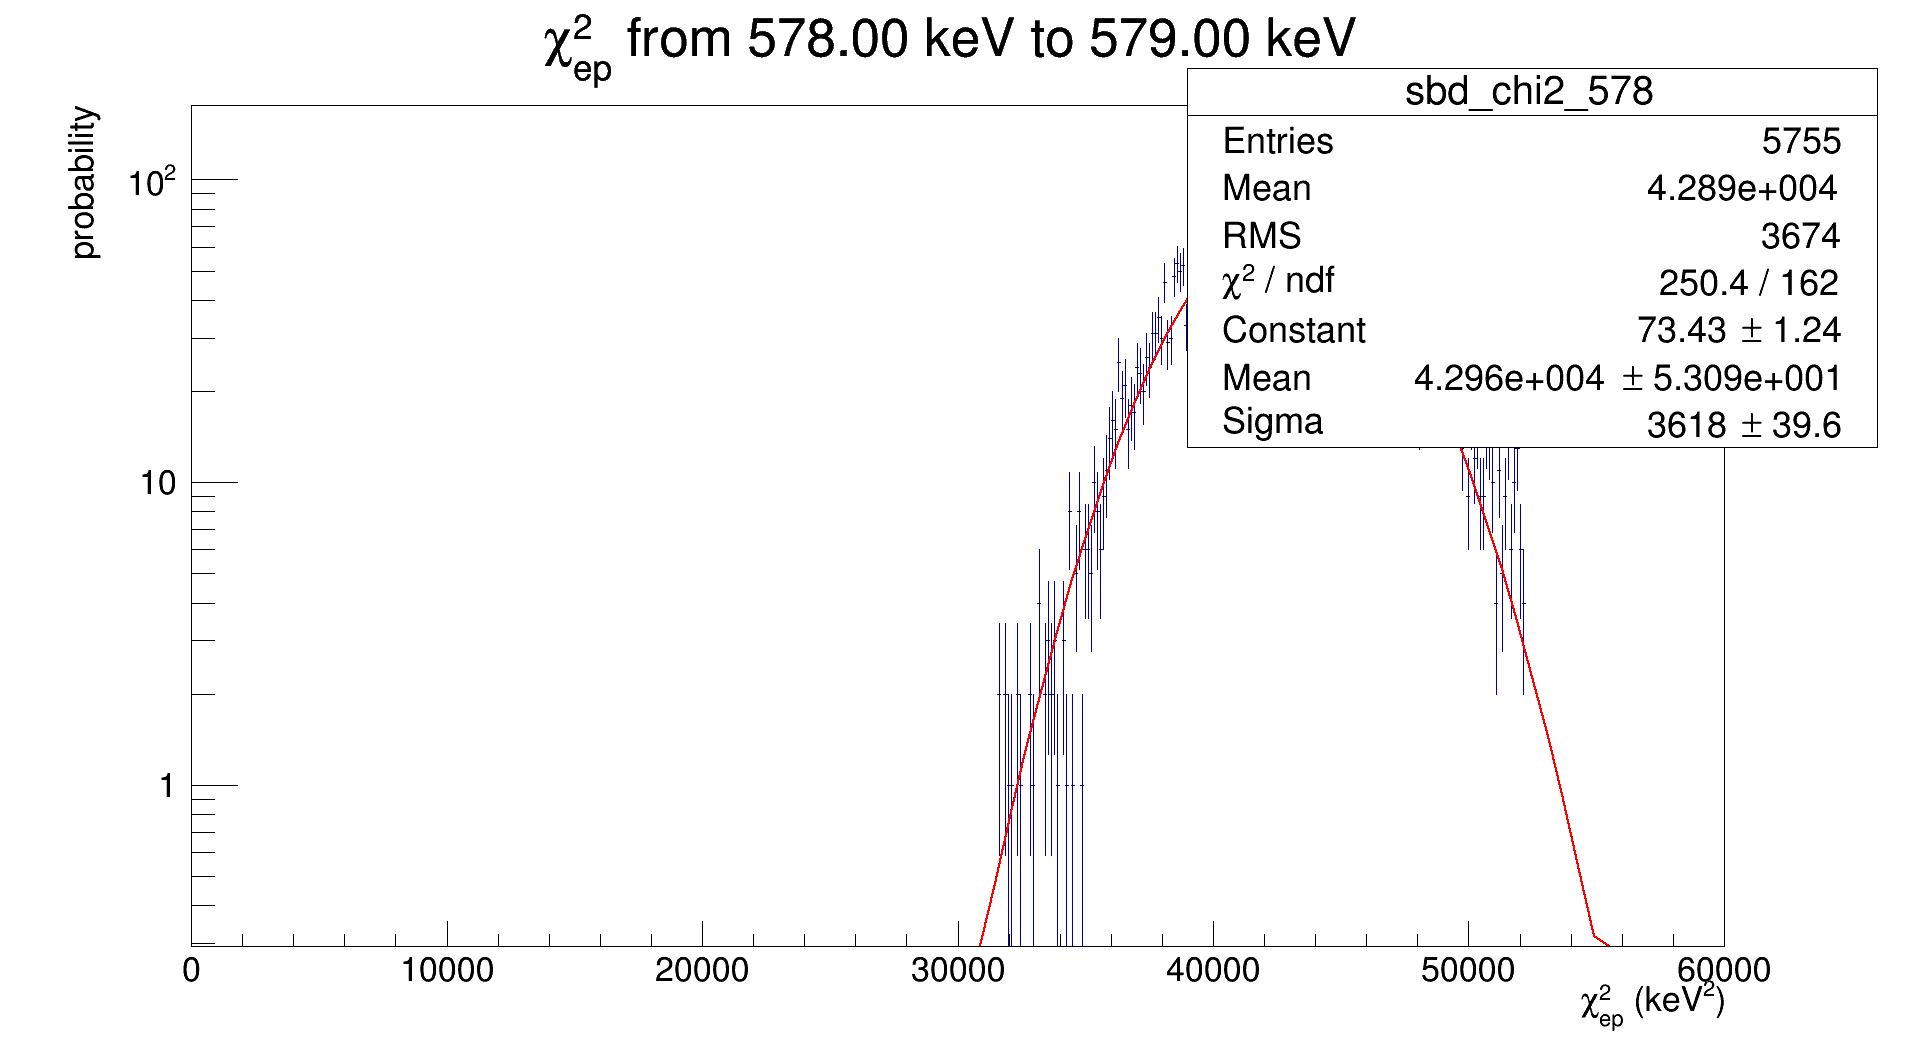 χ²ep from 578.00 keV to 579.00 keV
sbd_chi2_578
Entries 5755
Mean 4.289e+004
RMS 3674
χ² / ndf 250.4 / 162
Constant 73.43 ± 1.24
Mean 4.296e+004 ± 5.309e+001
Sigma 3618 ± 39.6
probability
10²
10
1
0 10000 20000 30000 40000 50000 60000
χ²ep (keV²)